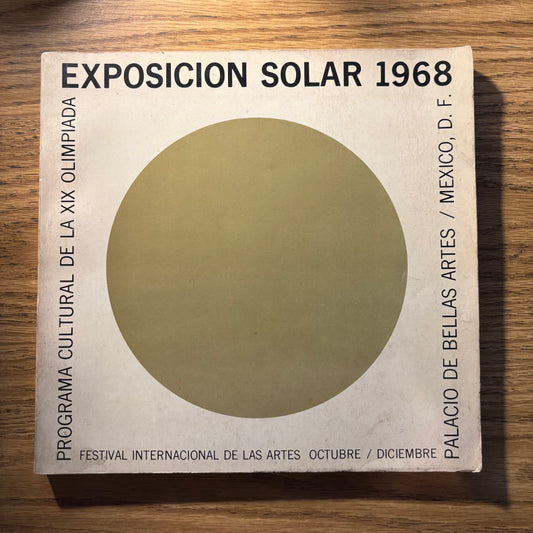 EXPOSICION SOLAR 1968
PROGRAMA CULTURAL DE LA XIX OLIMPIADA
PALACIO DE BELLAS ARTES / MEXICO, D. F.
FESTIVAL INTERNACIONAL DE LAS ARTES OCTUBRE / DICIEMBRE